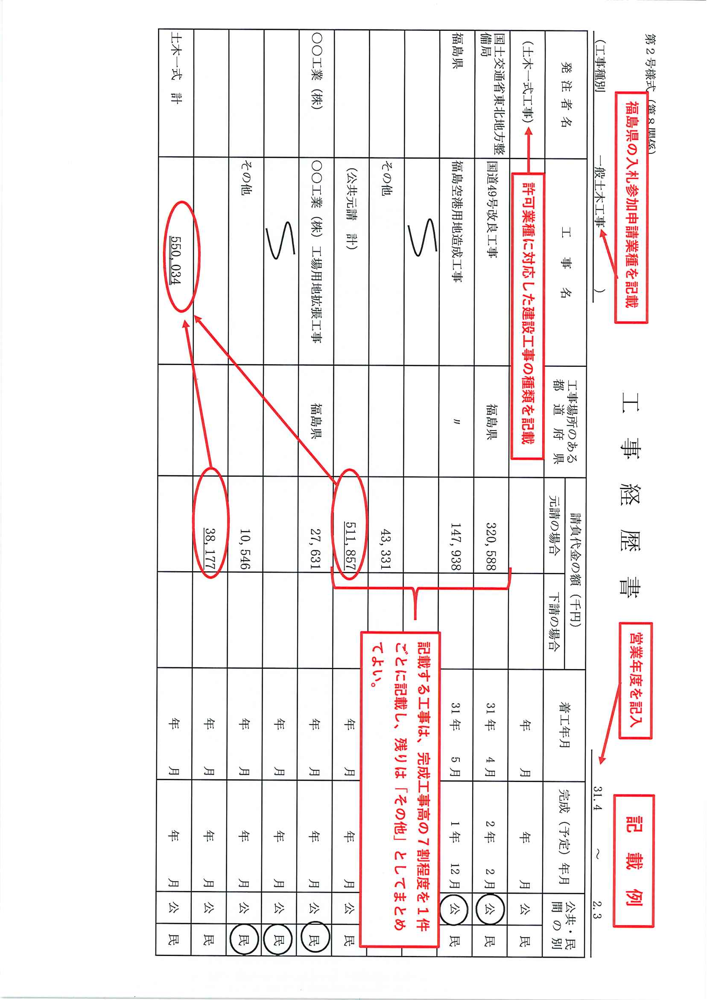 第２号様式（第８関係）
福島県の入札参加申請業種を記載
工事経歴書
営業年度を記入
記載例
（工事種別　一般土木工事　）
31.4　～　2.3
発注者名　工事名　工事場所のある都道府県　請負代金の額（千円）　元請の場合　下請の場合　着工年月　完成（予定）年月　公共・民間の別
（土木一式工事）　年　月　年　月　公　民
許可業種に対応した建設工事の種類を記載
国土交通省東北地方整備局　国道49号改良工事　福島県　320,588　31年　4月　2年　2月　公　民
福島県　福島空港用地造成工事　〃　147,938　31年　5月　1年　12月　公　民
その他　43,331
記載する工事は、完成工事高の７割程度を１件
ごとに記載し、残りは「その他」としてまとめ
てよい。
（公共元請　計）　511,857　年　月　年　月　公　民
〇〇工業（株）　〇〇工業（株）工場用地拡張工事　福島県　27,631　年　月　年　月　公　民
年　月　年　月　公　民
その他　10,546　年　月　年　月　公　民
38,177　年　月　年　月　公　民
土木一式　計　550,034　年　月　年　月　公　民